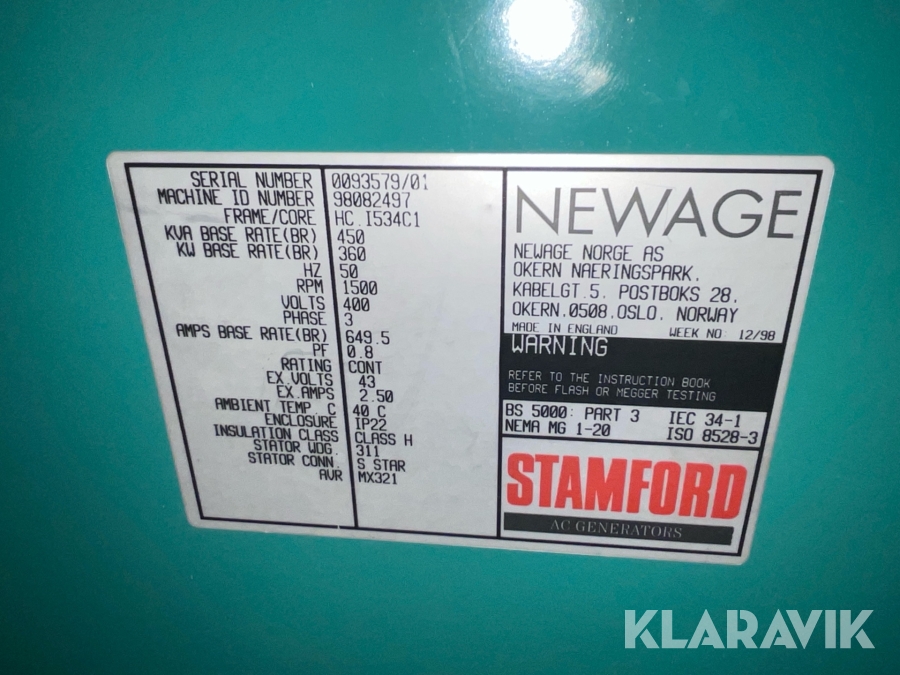 SERIAL NUMBER 0093579/01
MACHINE ID NUMBER 98082497
FRAME/CORE HC.I534C1
KVA BASE RATE(BR) 450
KW BASE RATE(BR) 360
HZ 50
RPM 1500
VOLTS 400
PHASE 3
AMPS BASE RATE(BR) 649.5
PF 0.8
RATING CONT
EX.VOLTS 43
EX.AMPS 2.50
AMBIENT TEMP. C 40 C
ENCLOSURE IP22
INSULATION CLASS CLASS H
STATOR WDG. 311
STATOR CONN. S STAR
AVR MX321
NEWAGE
NEWAGE NORGE AS
OKERN NAERINGSPARK.
KABELGT.5. POSTBOKS 28.
OKERN.0508.OSLO. NORWAY
MADE IN ENGLAND WEEK NO: 12/98
WARNING
REFER TO THE INSTRUCTION BOOK
BEFORE FLASH OR MEGGER TESTING
BS 5000: PART 3 IEC 34-1
NEMA MG 1-20 ISO 8528-3
STAMFORD
AC GENERATORS
KLARAVIK